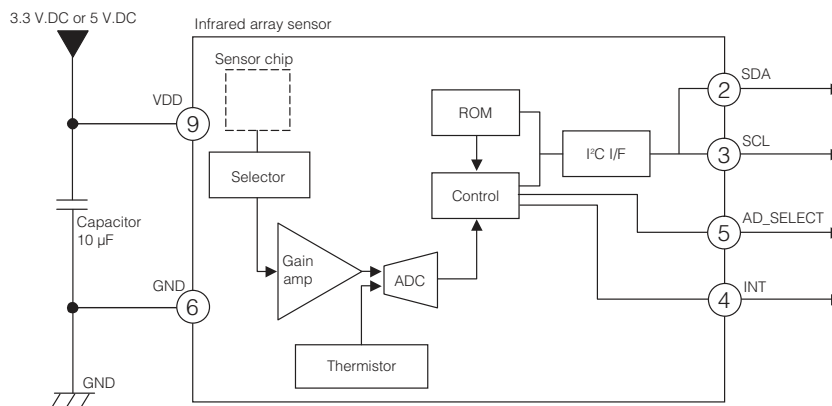 3.3 V.DC or 5 V.DC
Infrared array sensor
Sensor chip
SDA
2
VDD
9
ROM
I²C I/F
SCL
3
Selector
Control
Capacitor
10 µF
AD_SELECT
5
Gain
amp
ADC
GND
6
INT
4
Thermistor
GND